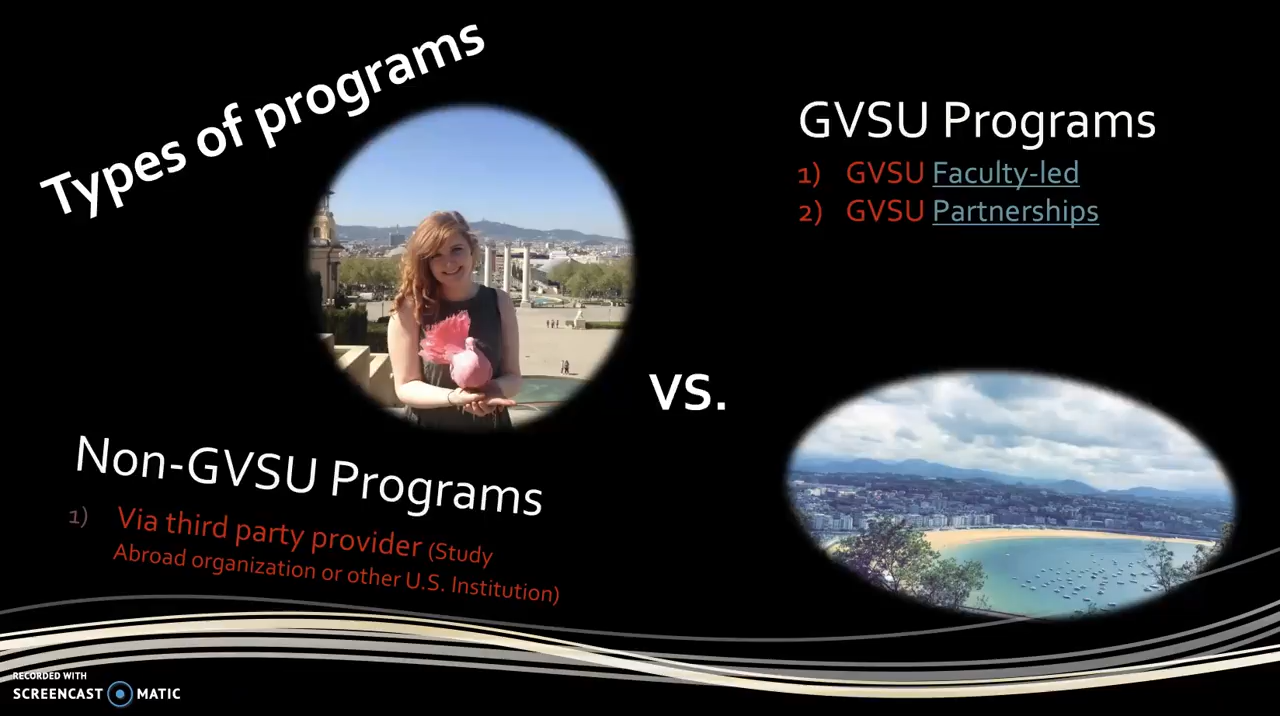 Types of programs
GVSU Programs
1) GVSU Faculty-led
2) GVSU Partnerships
vs.
Non-GVSU Programs
1) Via third party provider (Study
Abroad organization or other U.S. Institution)
RECORDED WITH
SCREENCAST MATIC